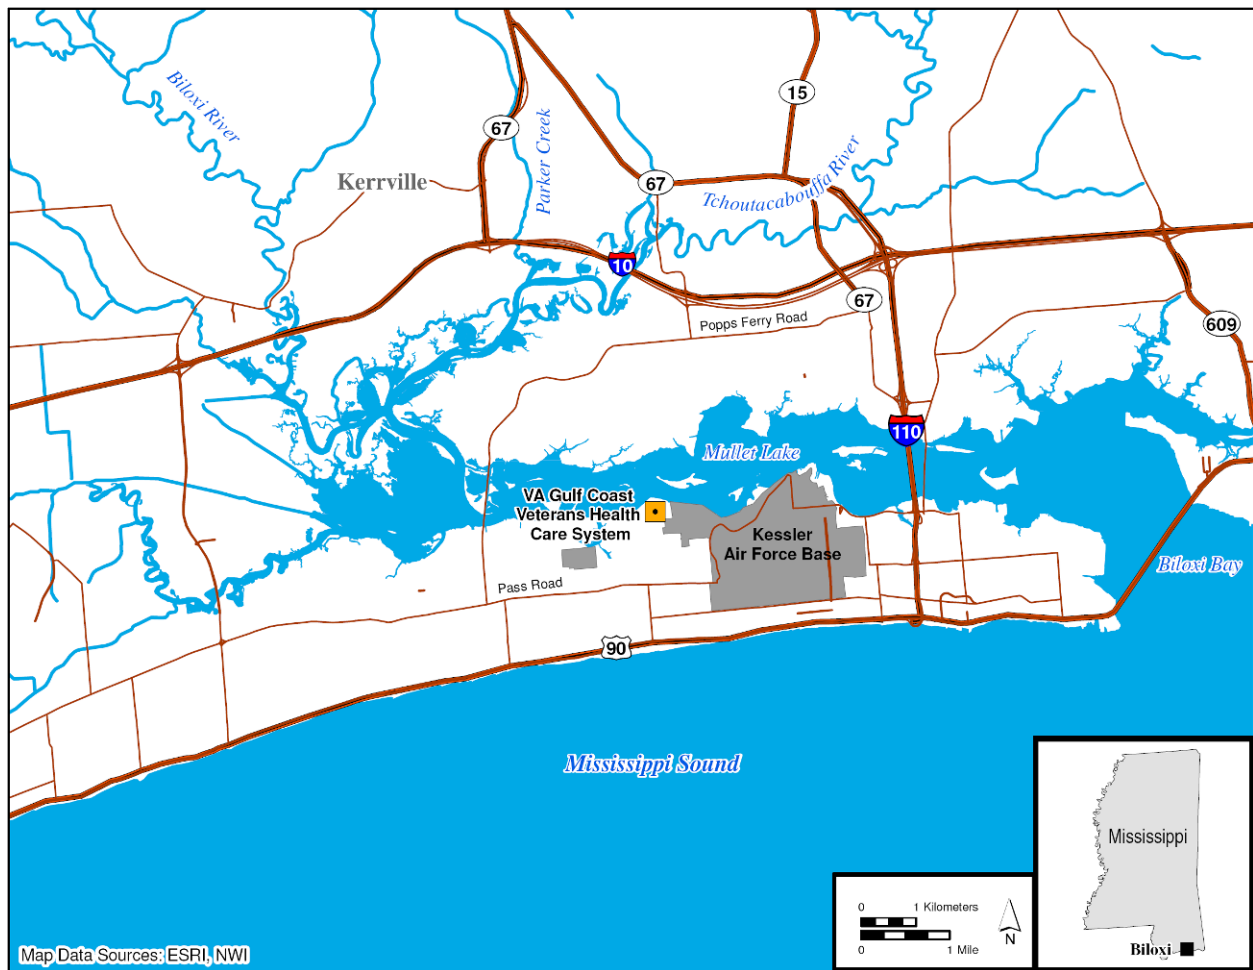 15
67
Biloxi River
Parker Creek
Kerrville
67
Tchoutacabouffa River
10
67
Popps Ferry Road
609
110
Mullet Lake
VA Gulf Coast
Veterans Health
Care System
Kessler
Air Force Base
Biloxi Bay
Pass Road
90
Mississippi Sound
Mississippi
Biloxi
0 1 Kilometers
0 1 Mile
N
Map Data Sources: ESRI, NWI